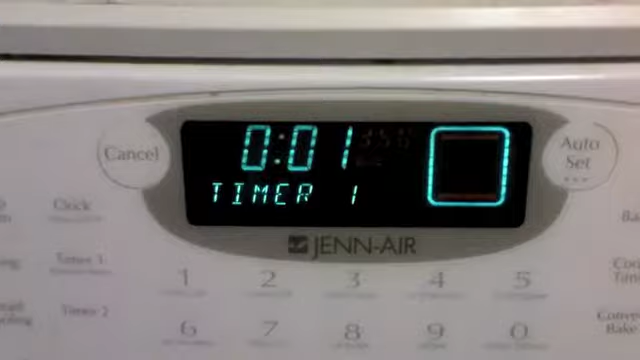 0:01
TIMER 1
Cancel
Auto
Set
JENN-AIR
Clock
Timer 1
Timer 2
1 2 3 4 5
6 7 8 9 0
Bake